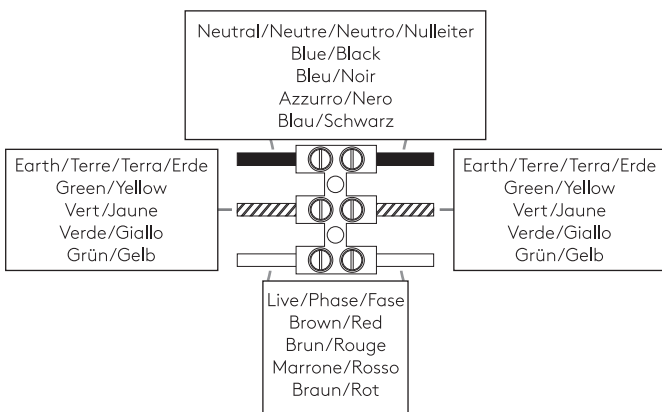 Neutral/Neutre/Neutro/Nulleiter
Blue/Black
Bleu/Noir
Azzurro/Nero
Blau/Schwarz
Earth/Terre/Terra/Erde
Green/Yellow
Vert/Jaune
Verde/Giallo
Grün/Gelb
Earth/Terre/Terra/Erde
Green/Yellow
Vert/Jaune
Verde/Giallo
Grün/Gelb
Live/Phase/Fase
Brown/Red
Brun/Rouge
Marrone/Rosso
Braun/Rot